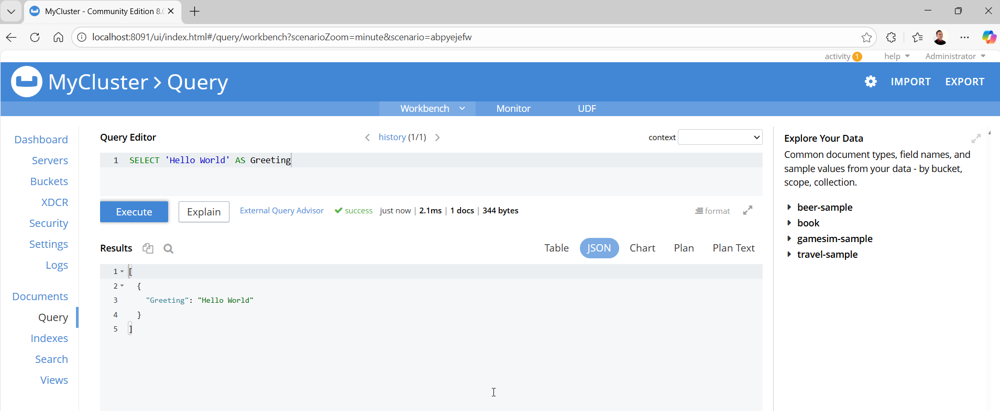 MyCluster - Community Edition 8.0
localhost:8091/ui/index.html#/query/workbench?scenarioZoom=minute&scenario=abpyejefw
activity 1 help Administrator
MyCluster > Query
IMPORT EXPORT
Workbench Monitor UDF
Dashboard
Servers
Buckets
XDCR
Security
Settings
Logs
Documents
Query
Indexes
Search
Views
Query Editor
history (1/1)
context
1 SELECT 'Hello World' AS Greeting
Execute Explain External Query Advisor success just now | 2.1ms | 1 docs | 344 bytes
format
Results
Table JSON Chart Plan Plan Text
1 [
2 {
3 "Greeting": "Hello World"
4 }
5 ]
Explore Your Data
Common document types, field names, and
sample values from your data - by bucket,
scope, collection.
beer-sample
book
gamesim-sample
travel-sample